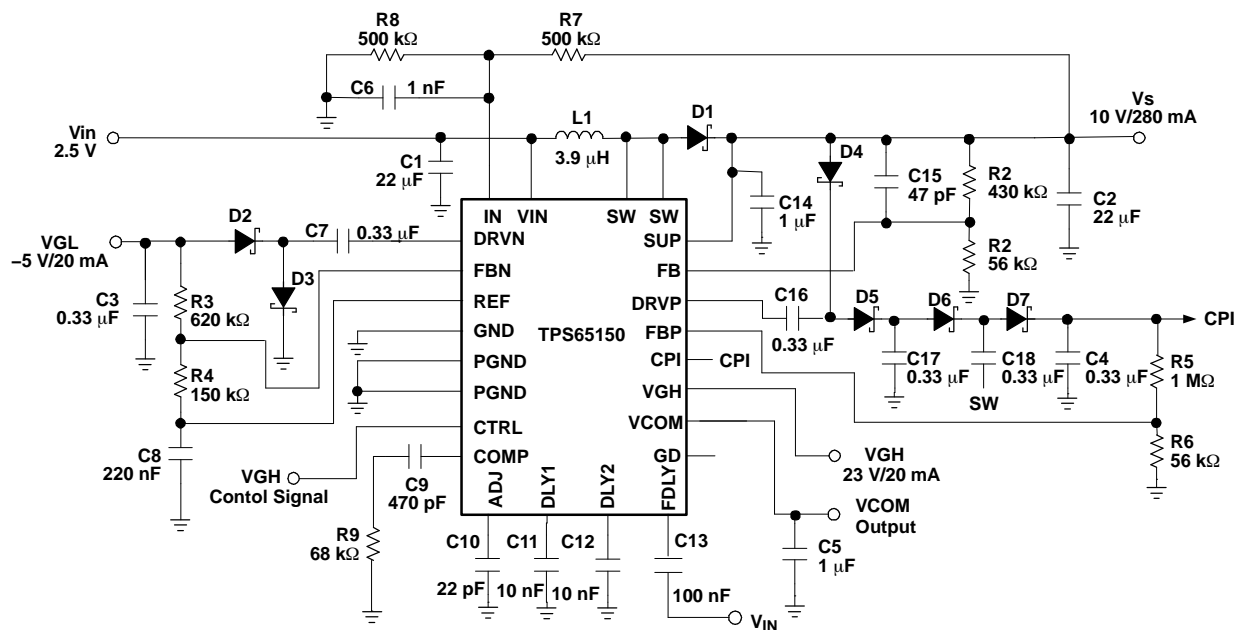 R8
500 kΩ
R7
500 kΩ
C6
1 nF
Vin
2.5 V
L1
3.9 μH
D1
Vs
10 V/280 mA
C1
22 μF
D4
C15
47 pF
R2
430 kΩ
C2
22 μF
C14
1 μF
IN
VIN
SW
SW
VGL
–5 V/20 mA
D2
C7
0.33 μF
DRVN
SUP
FBN
FB
R2
56 kΩ
D3
C3
0.33 μF
R3
620 kΩ
REF
DRVP
C16
0.33 μF
D5
D6
D7
CPI
GND
TPS65150
FBP
PGND
CPI
CPI
C17
0.33 μF
C18
0.33 μF
SW
C4
0.33 μF
R5
1 MΩ
R4
150 kΩ
PGND
VGH
CTRL
VCOM
C8
220 nF
VGH
Contol Signal
COMP
C9
470 pF
GD
VGH
23 V/20 mA
R6
56 kΩ
ADJ
DLY1
DLY2
FDLY
VCOM
Output
R9
68 kΩ
C10
22 pF
C11
10 nF
C12
10 nF
C13
100 nF
C5
1 μF
VIN